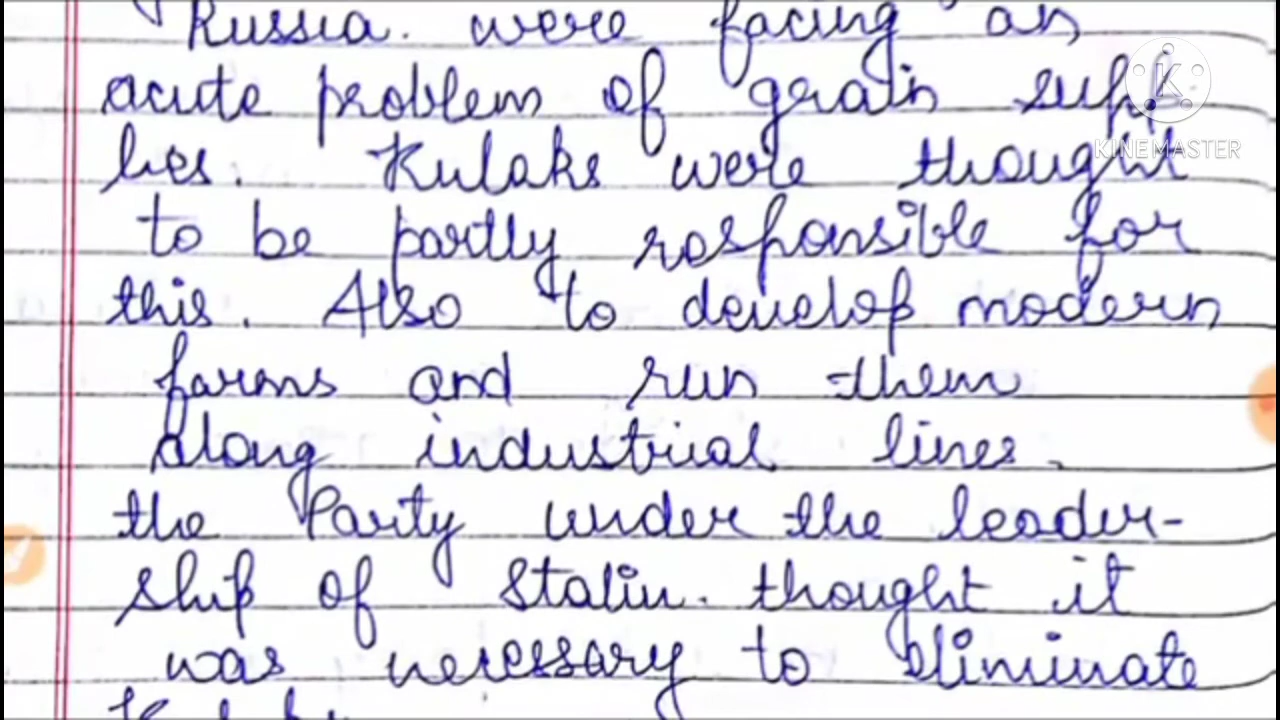 Russia. were facing an
acute problem of grain supp
KINEMASTER
lies. Kulaks were thought
to be partly responsible for
this. Also to develop modern
farms and run them
along industrial lines.
the Party under the leader-
ship of Stalin. thought it
was necessary to eliminate
Kulaks